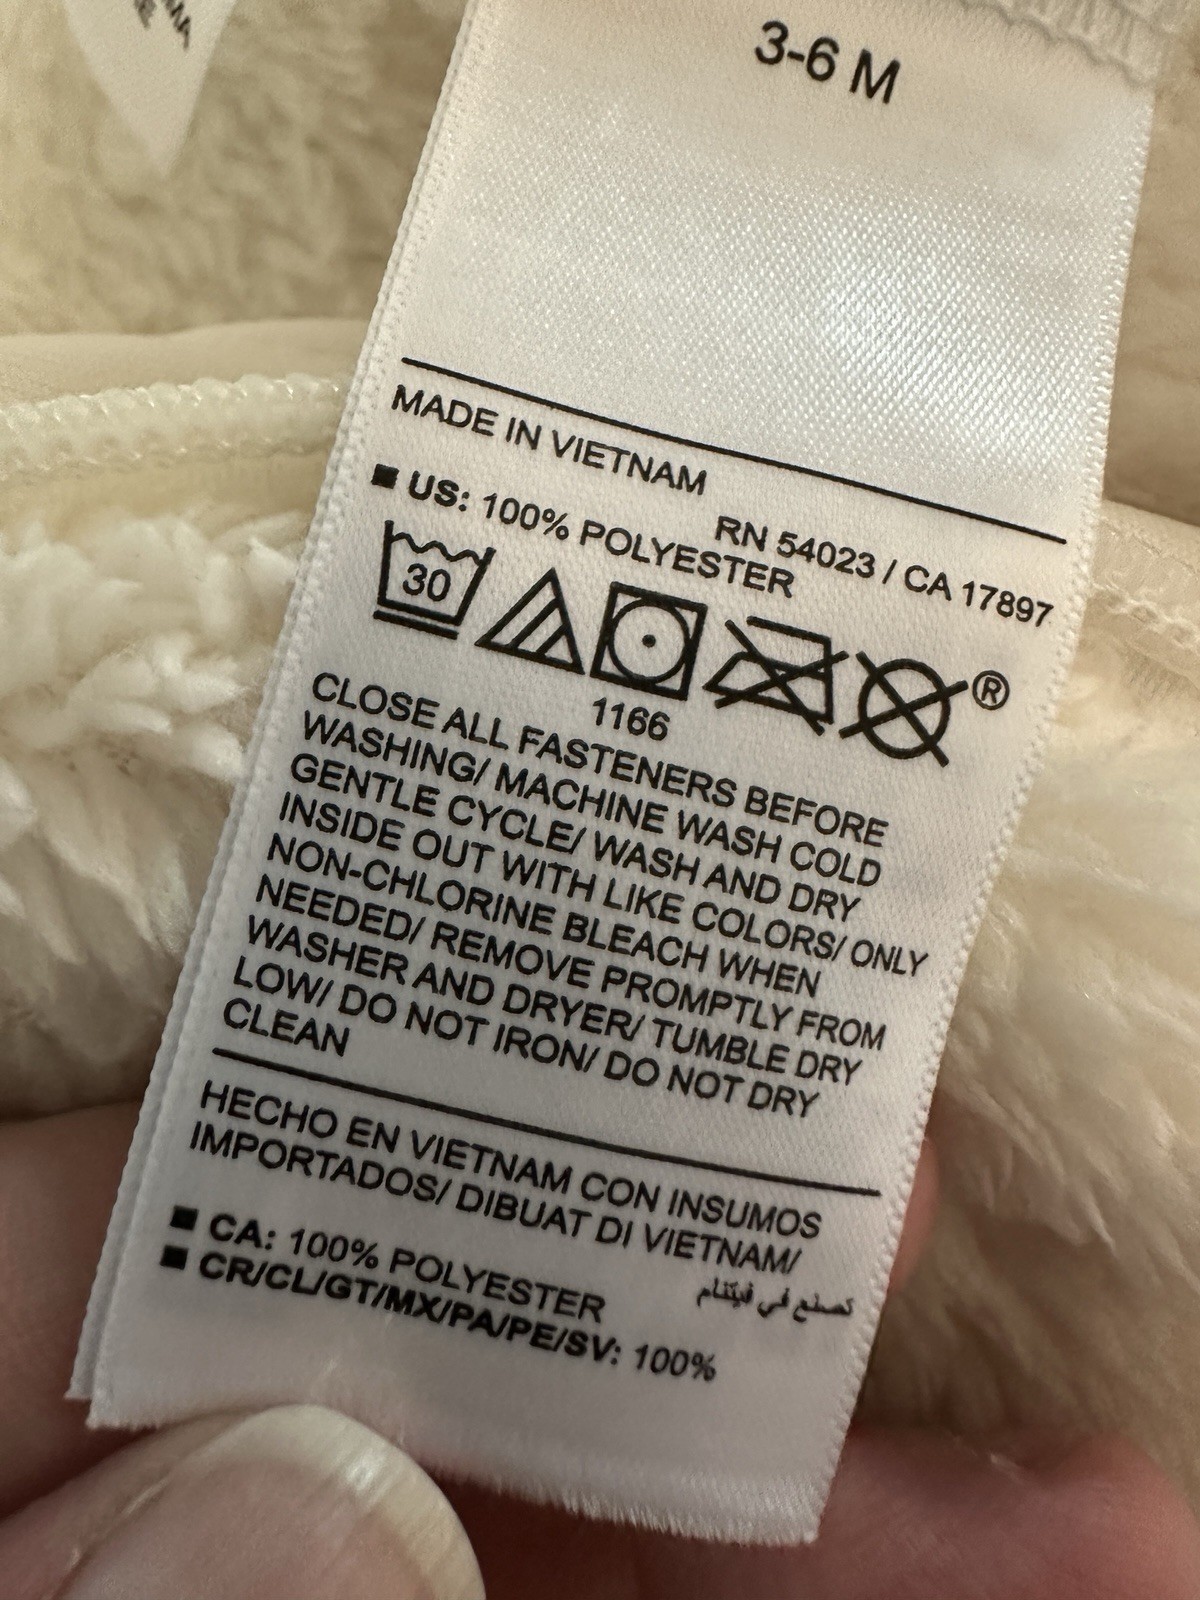 MA
E
3-6 M
MADE IN VIETNAM
RN 54023 / CA 17897
■ US: 100% POLYESTER
30
®
1166
CLOSE ALL FASTENERS BEFORE
WASHING/ MACHINE WASH COLD
GENTLE CYCLE/ WASH AND DRY
INSIDE OUT WITH LIKE COLORS/ ONLY
NON-CHLORINE BLEACH WHEN
NEEDED/ REMOVE PROMPTLY FROM
WASHER AND DRYER/ TUMBLE DRY
LOW/ DO NOT IRON/ DO NOT DRY
CLEAN
HECHO EN VIETNAM CON INSUMOS
IMPORTADOS/ DIBUAT DI VIETNAM/
تصنع في فيتنام
■ CA: 100% POLYESTER
■ CR/CL/GT/MX/PA/PE/SV: 100%